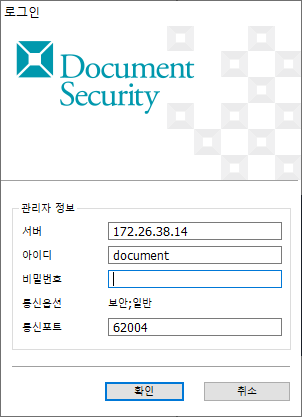 로그인
Document
Security
관리자 정보
서버 172.26.38.14
아이디 document
비밀번호
통신옵션 보안;일반
통신포트 62004
확인 취소